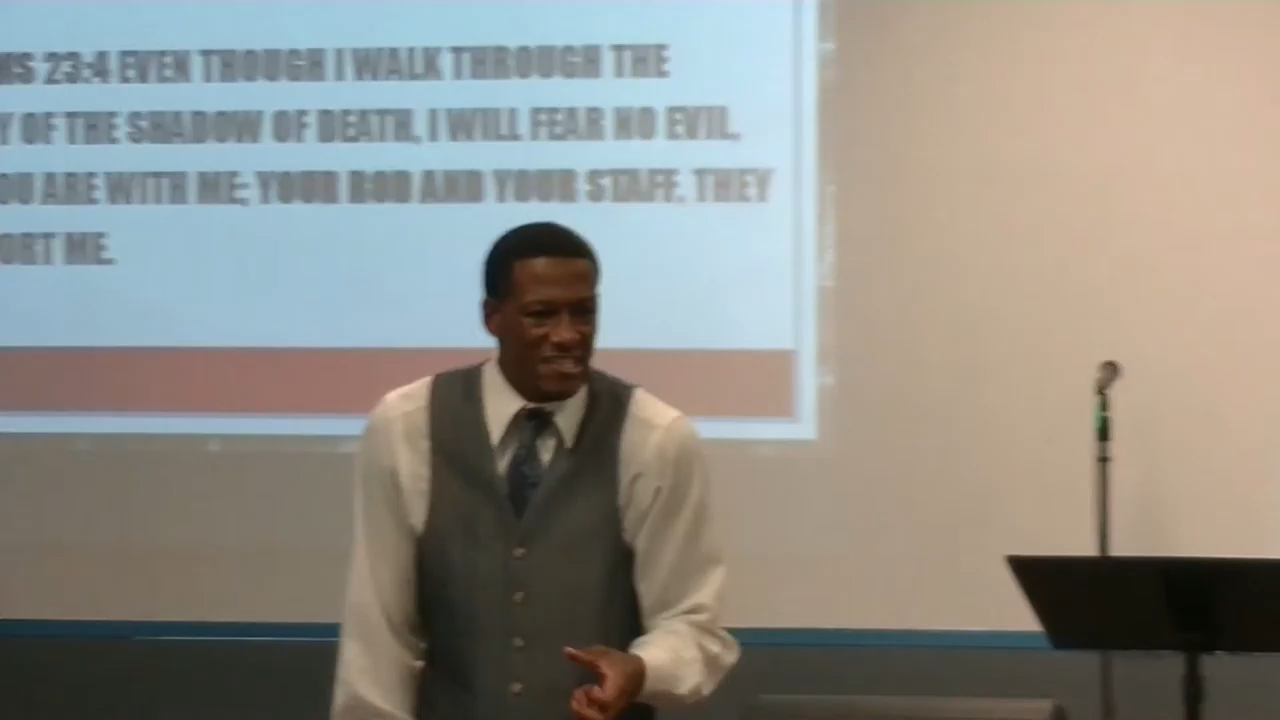 MS 23:4 EVEN THOUGH I WALK THROUGH THE
Y OF THE SHADOW OF DEATH, I WILL FEAR NO EVIL,
OU ARE WITH ME; YOUR ROD AND YOUR STAFF, THEY
ORT ME.